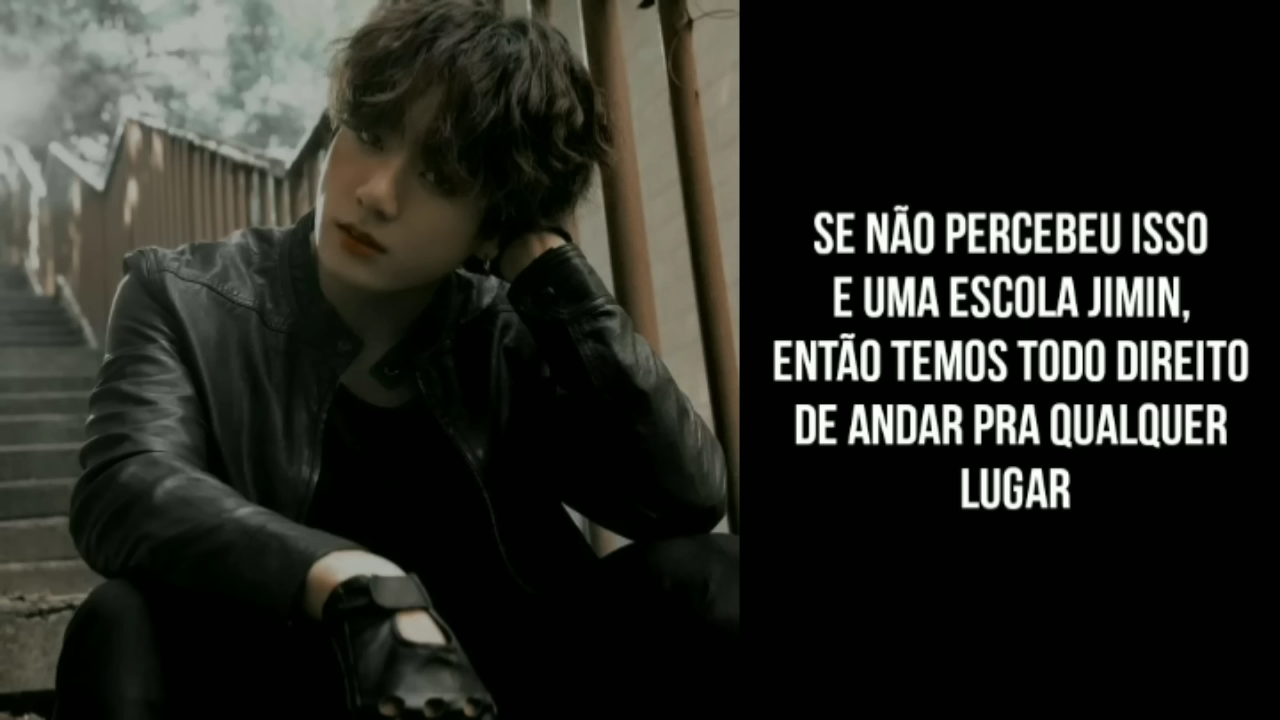 SE NÃO PERCEBEU ISSO
E UMA ESCOLA JIMIN,
ENTÃO TEMOS TODO DIREITO
DE ANDAR PRA QUALQUER
LUGAR